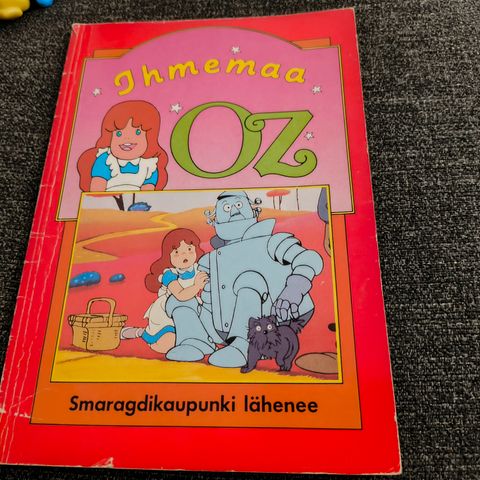 Ihmemaa
OZ
Smaragdikaupunki lähenee